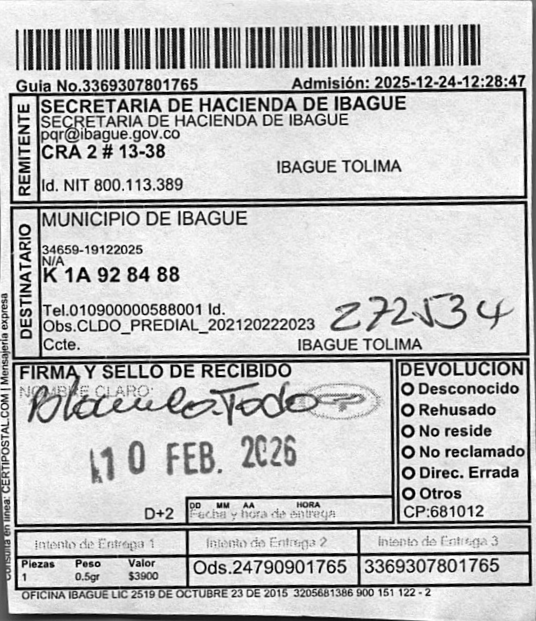 Guia No.3369307801765 Admisión: 2025-12-24-12:28:47
REMITENTE
SECRETARIA DE HACIENDA DE IBAGUE
SECRETARIA DE HACIENDA DE IBAGUE
pqr@ibague.gov.co
CRA 2 # 13-38
IBAGUE TOLIMA
Id. NIT 800.113.389
DESTINATARIO
MUNICIPIO DE IBAGUE
34659-19122025
N/A
K 1A 92 84 88
Tel.010900000588001 Id.
272534
Obs.CLDO_PREDIAL_202120222023
Ccte. IBAGUE TOLIMA
FIRMA Y SELLO DE RECIBIDO
NOMBRE CLARO:
10 FEB. 2026
D+2
DD MM AA HORA
Fecha y hora de entrega
DEVOLUCION
Desconocido
Rehusado
No reside
No reclamado
Direc. Errada
Otros
CP:681012
Intento de Entrega 1 Intento de Entrega 2 Intento de Entrega 3
Piezas Peso Valor
1 0.5gr $3900
Ods.24790901765 3369307801765
OFICINA IBAGUE LIC 2519 DE OCTUBRE 23 DE 2015 3205681386 900 151 122 - 2
Consulta en linea: CERTIPOSTAL.COM | Mensajeria expresa